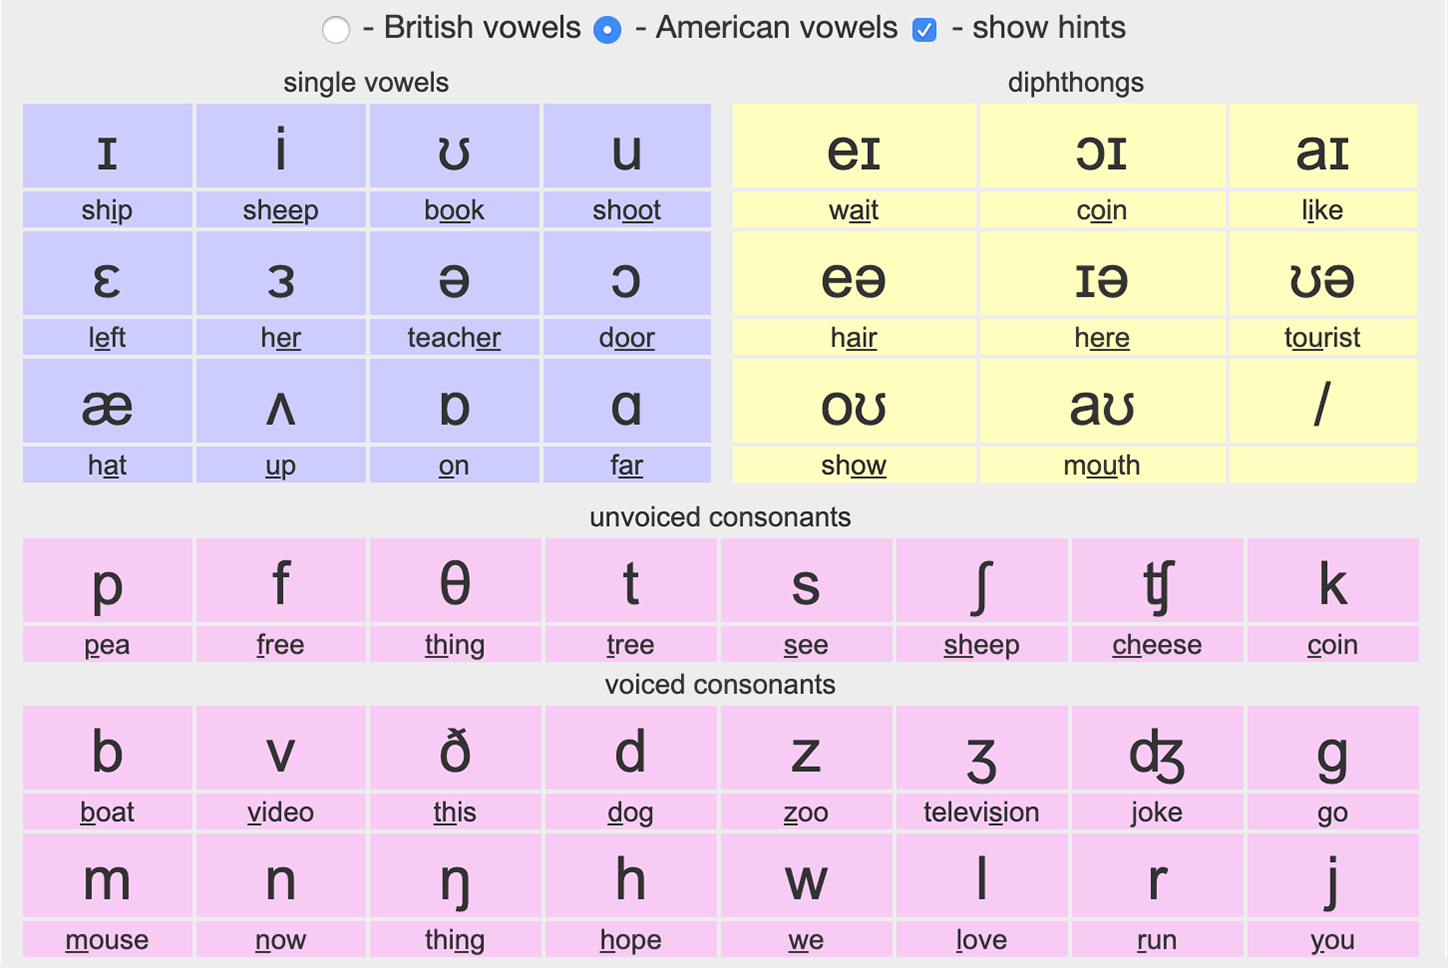 - British vowels - American vowels - show hints
single vowels diphthongs
ɪ i ʊ u eɪ ɔɪ aɪ
ship sheep book shoot wait coin like
ɛ ɜ ə ɔ eə ɪə ʊə
left her teacher door hair here tourist
æ ʌ ɒ ɑ oʊ aʊ /
hat up on far show mouth
unvoiced consonants
p f θ t s ʃ ʧ k
pea free thing tree see sheep cheese coin
voiced consonants
b v ð d z ʒ ʤ g
boat video this dog zoo television joke go
m n ŋ h w l r j
mouse now thing hope we love run you